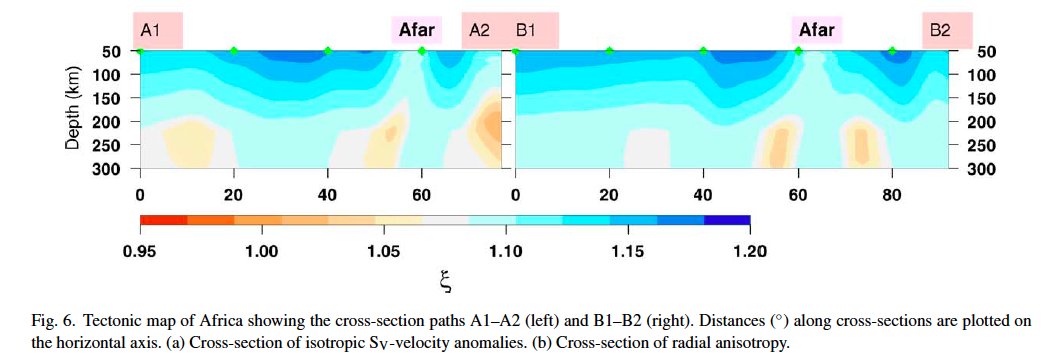 A1 Afar A2 B1 Afar B2
50 50
100 100
150 150
200 200
250 250
300 300
Depth (km)
0 20 40 60 0 20 40 60 80
0.95 1.00 1.05 1.10 1.15 1.20
ξ
Fig. 6. Tectonic map of Africa showing the cross-section paths A1–A2 (left) and B1–B2 (right). Distances (°) along cross-sections are plotted on
the horizontal axis. (a) Cross-section of isotropic SV-velocity anomalies. (b) Cross-section of radial anisotropy.